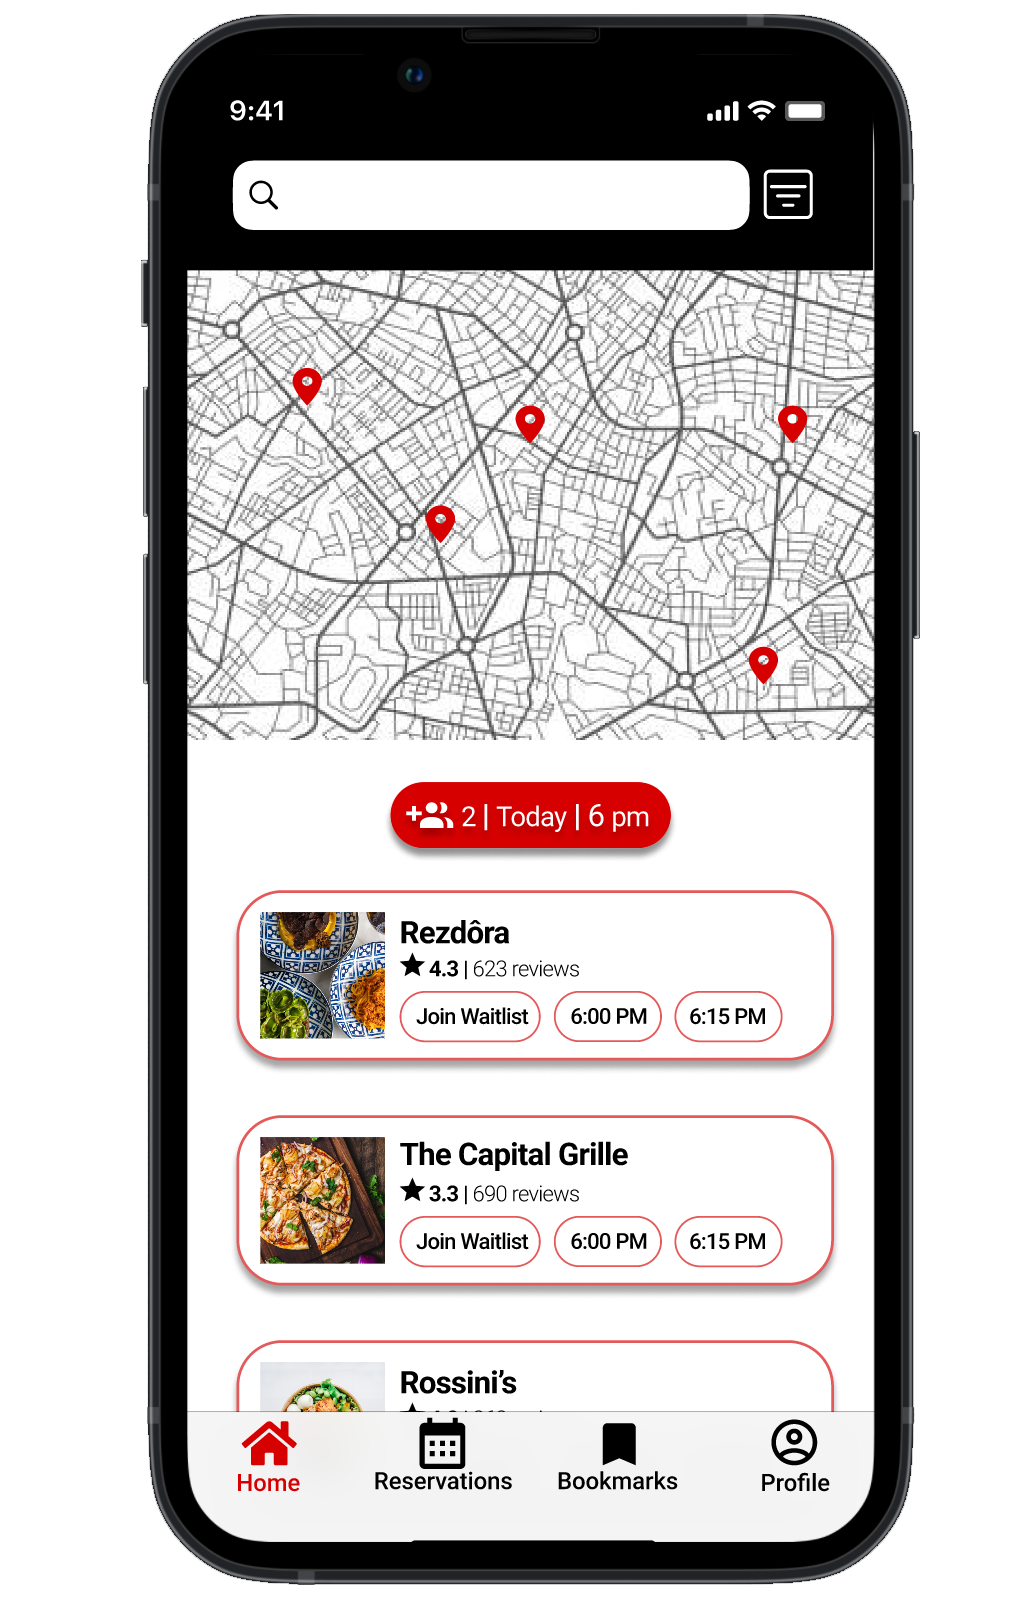 9:41
2 | Today | 6 pm
Rezdôra
4.3 | 623 reviews
Join Waitlist 6:00 PM 6:15 PM
The Capital Grille
3.3 | 690 reviews
Join Waitlist 6:00 PM 6:15 PM
Rossini’s
Home Reservations Bookmarks Profile